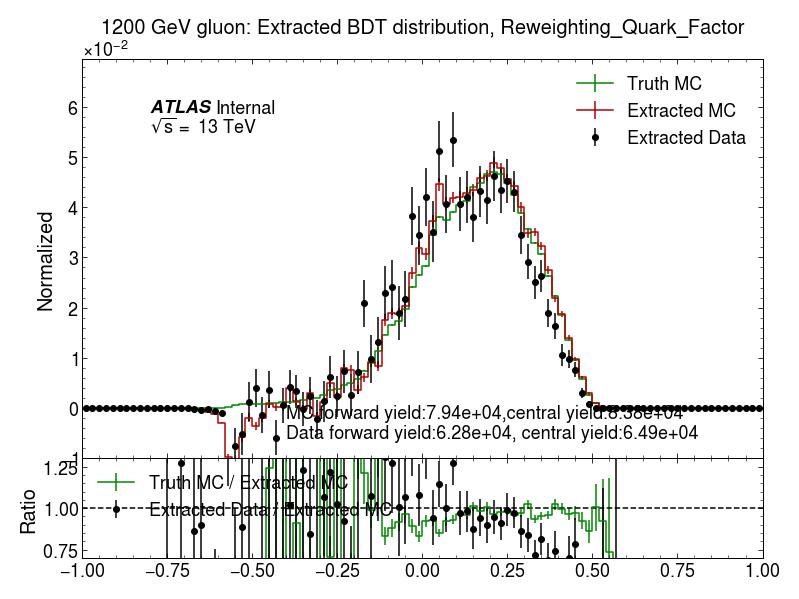 1200 GeV gluon: Extracted BDT distribution, Reweighting_Quark_Factor
×10⁻²
ATLAS Internal
√s = 13 TeV
Truth MC
Extracted MC
Extracted Data
Normalized
6
5
4
3
2
1
0
MC forward yield:7.94e+04,central yield:8.38e+04
Data forward yield:6.28e+04, central yield:6.49e+04
Truth MC / Extracted MC
Extracted Data / Extracted MC
Ratio
1.25
1.00
0.75
−1.00 −0.75 −0.50 −0.25 0.00 0.25 0.50 0.75 1.00